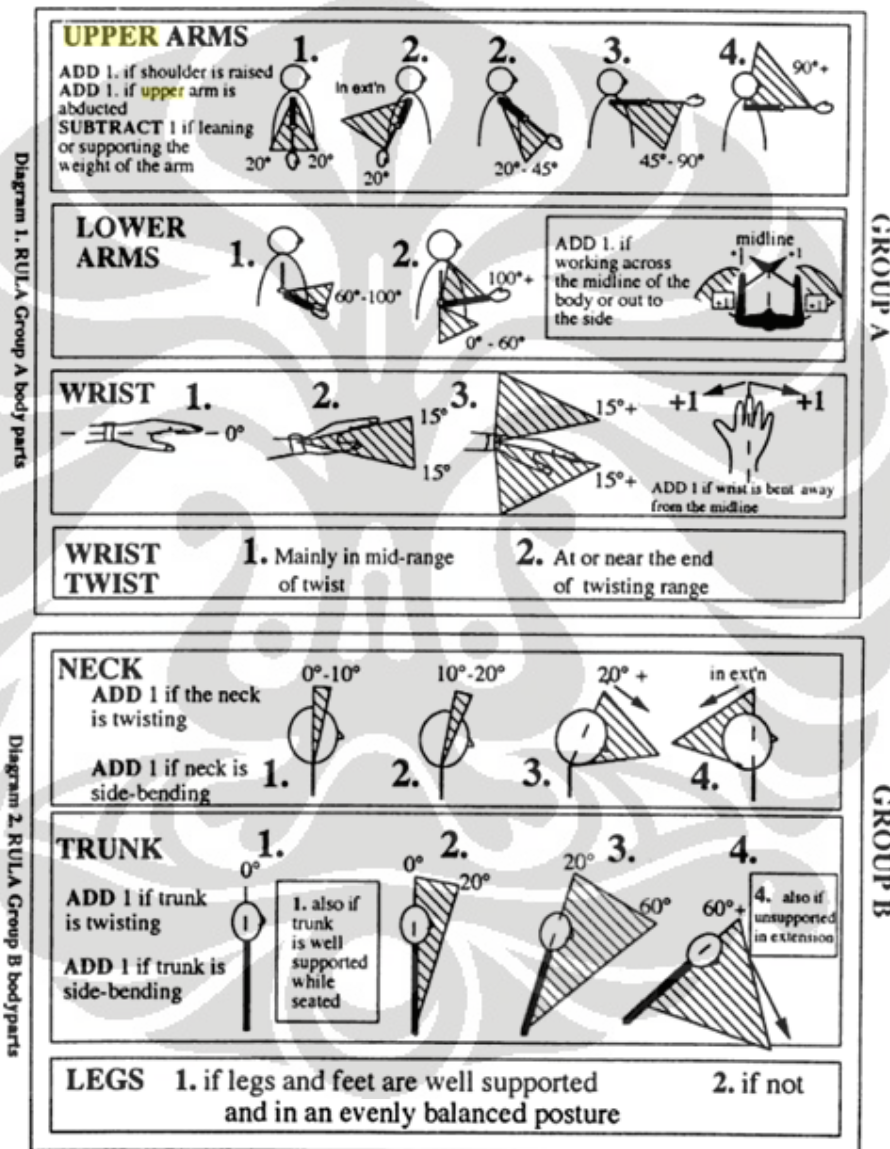 UPPER ARMS
ADD 1. if shoulder is raised
ADD 1. if upper arm is
abducted
SUBTRACT 1 if leaning
or supporting the
weight of the arm
1.
20° 20°
2.
in ext'n
20°
2.
20°- 45°
3.
45°- 90°
4.
90°+
LOWER
ARMS
1.
60°-100°
2.
100°+
0° - 60°
ADD 1. if
working across
the midline of the
body or out to
the side
midline
+1 +1
+1 +1
WRIST
1.
0°
2.
15°
15°
3.
15°+
15°+
+1 +1
ADD 1 if wrist is bent away
from the midline
WRIST
TWIST
1. Mainly in mid-range
of twist
2. At or near the end
of twisting range
Diagram 1. RULA Group A body parts
GROUP A
NECK
ADD 1 if the neck
is twisting
ADD 1 if neck is
side-bending
0°-10°
1.
10°-20°
2.
20° +
3.
in ext'n
4.
TRUNK
ADD 1 if trunk
is twisting
ADD 1 if trunk is
side-bending
1.
0°
1. also if
trunk
is well
supported
while
seated
2.
0°
20°
3.
20°
60°
4.
60°+
4. also if
unsupported
in extension
LEGS 1. if legs and feet are well supported
and in an evenly balanced posture
2. if not
Diagram 2. RULA Group B bodyparts
GROUP B